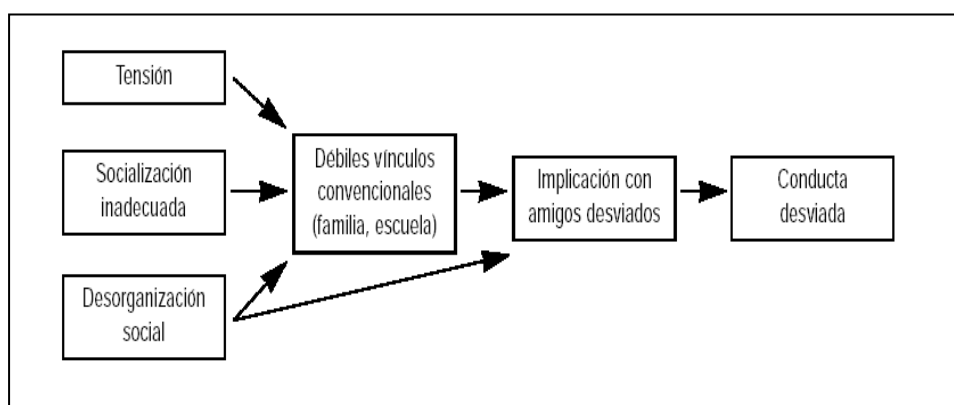 Tensión
Socialización
inadecuada
Desorganización
social
Débiles vínculos
convencionales
(familia, escuela)
Implicación con
amigos desviados
Conducta
desviada